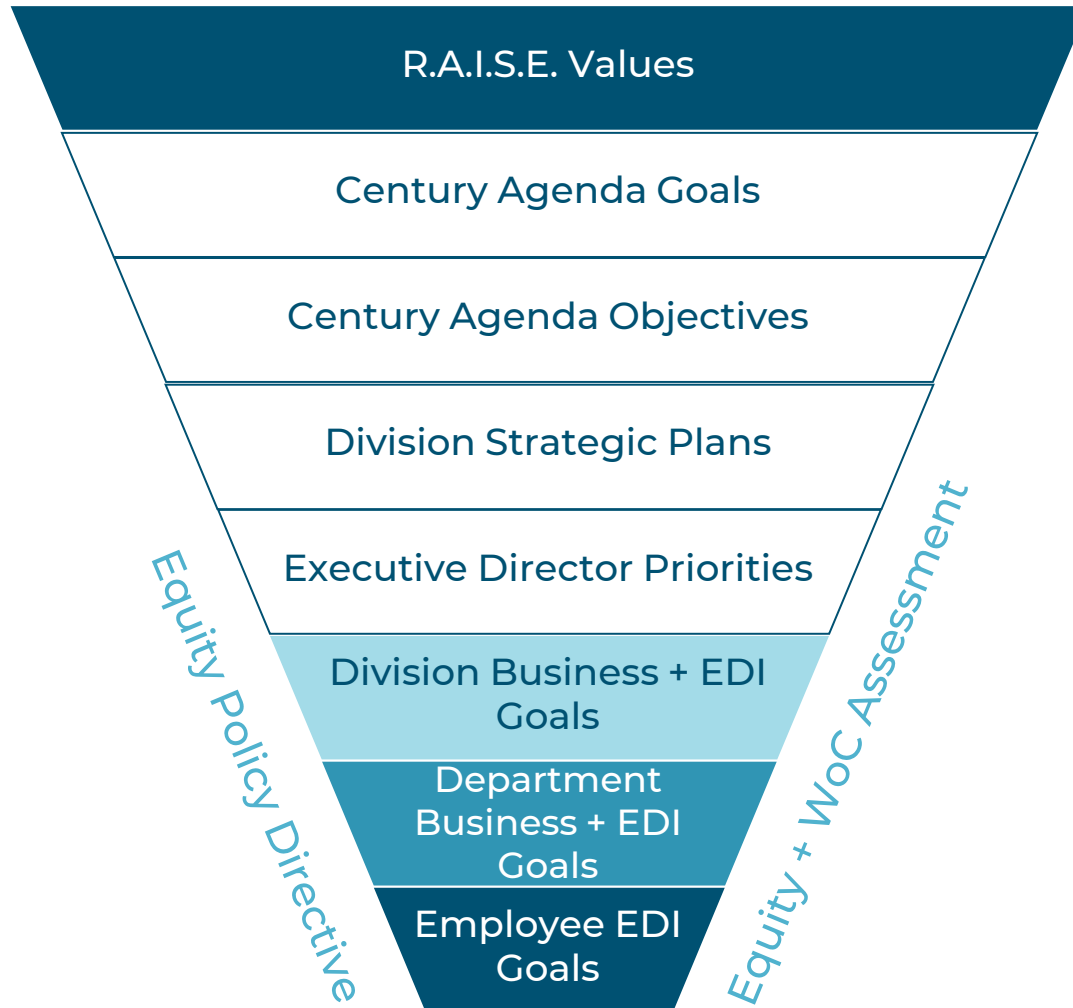 R.A.I.S.E. Values
Century Agenda Goals
Century Agenda Objectives
Division Strategic Plans
Executive Director Priorities
Division Business + EDI
Goals
Department
Business + EDI
Goals
Employee EDI
Goals
Equity Policy Directive
Equity + WoC Assessment